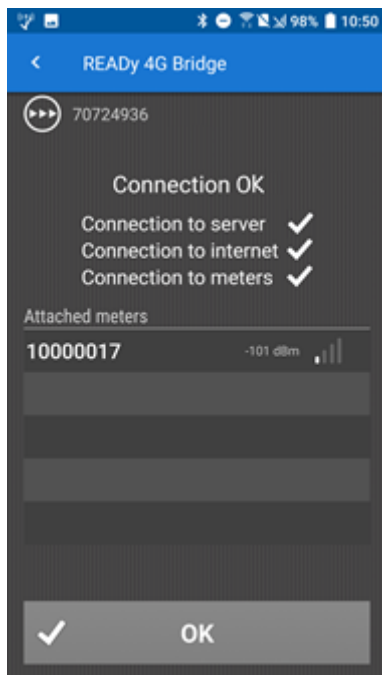 98% 10:50
READy 4G Bridge
70724936
Connection OK
Connection to server
Connection to internet
Connection to meters
Attached meters
10000017 -101 dBm
OK